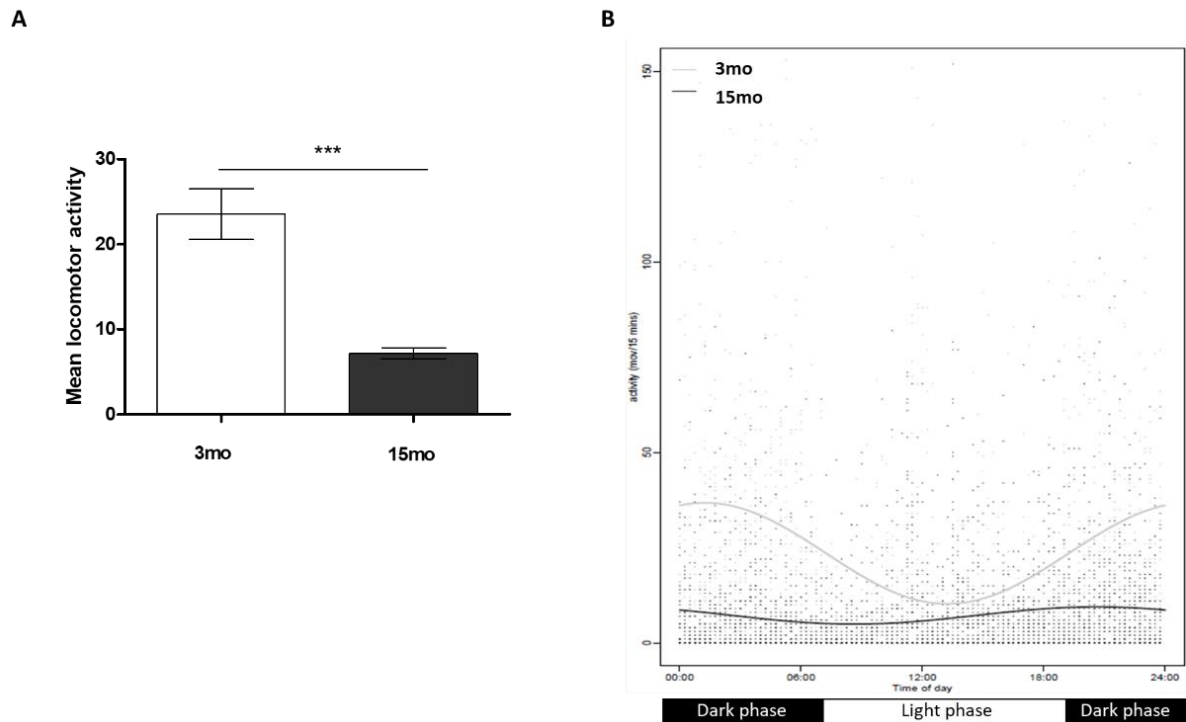 A
B
***
Mean locomotor activity
30
20
10
0
3mo
15mo
3mo
15mo
activity (mov/15 mins)
150
100
50
0
00:00
06:00
12:00
18:00
24:00
Time of day
Dark phase
Light phase
Dark phase